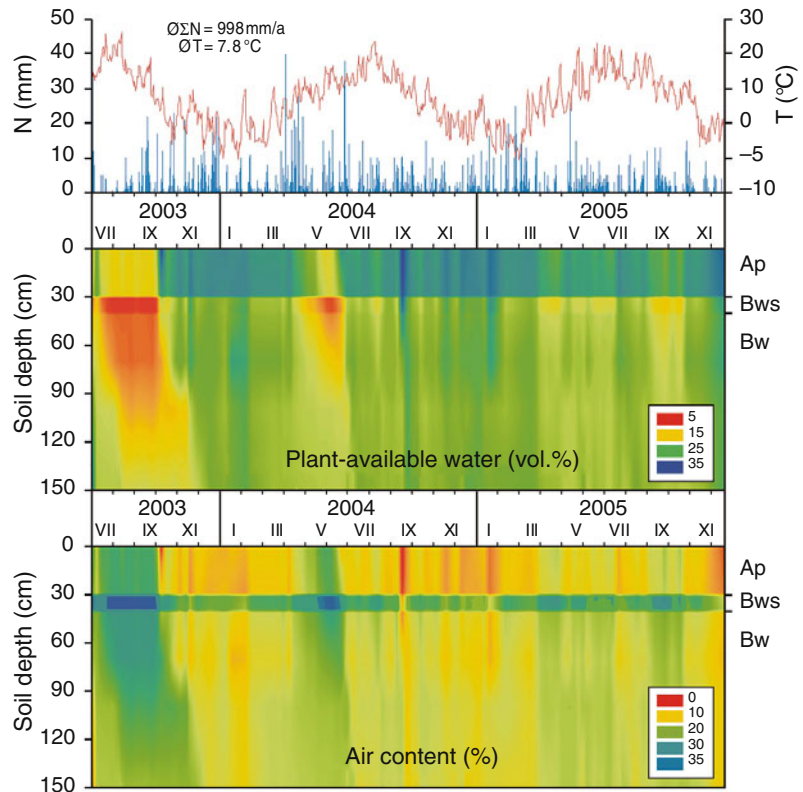 N (mm)
50
40
30
20
10
0
ØΣN = 998 mm/a
ØT = 7.8 °C
30
20
10
0
−5
−10
T (°C)
2003 2004 2005
VII IX XI I III V VII IX XI I III V VII IX XI
Soil depth (cm)
0
30
60
90
120
150
Ap
Bws
Bw
Plant-available water (vol.%)
5
15
25
35
2003 2004 2005
VII IX XI I III V VII IX XI I III V VII IX XI
Soil depth (cm)
0
30
60
90
120
150
Ap
Bws
Bw
Air content (%)
0
10
20
30
35